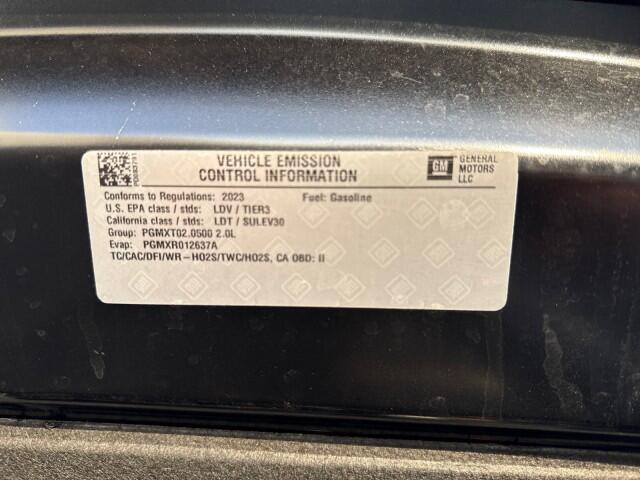 VEHICLE EMISSION
CONTROL INFORMATION
GM
GENERAL
MOTORS
LLC
Conforms to Regulations: 2023 Fuel: Gasoline
U.S. EPA class / stds: LDV / TIER3
California class / stds: LDT / SULEV30
Group: PGMXT02.0500 2.0L
Evap: PGMXR012637A
TC/CAC/DFI/WR–HO2S/TWC/HO2S, CA OBD: II